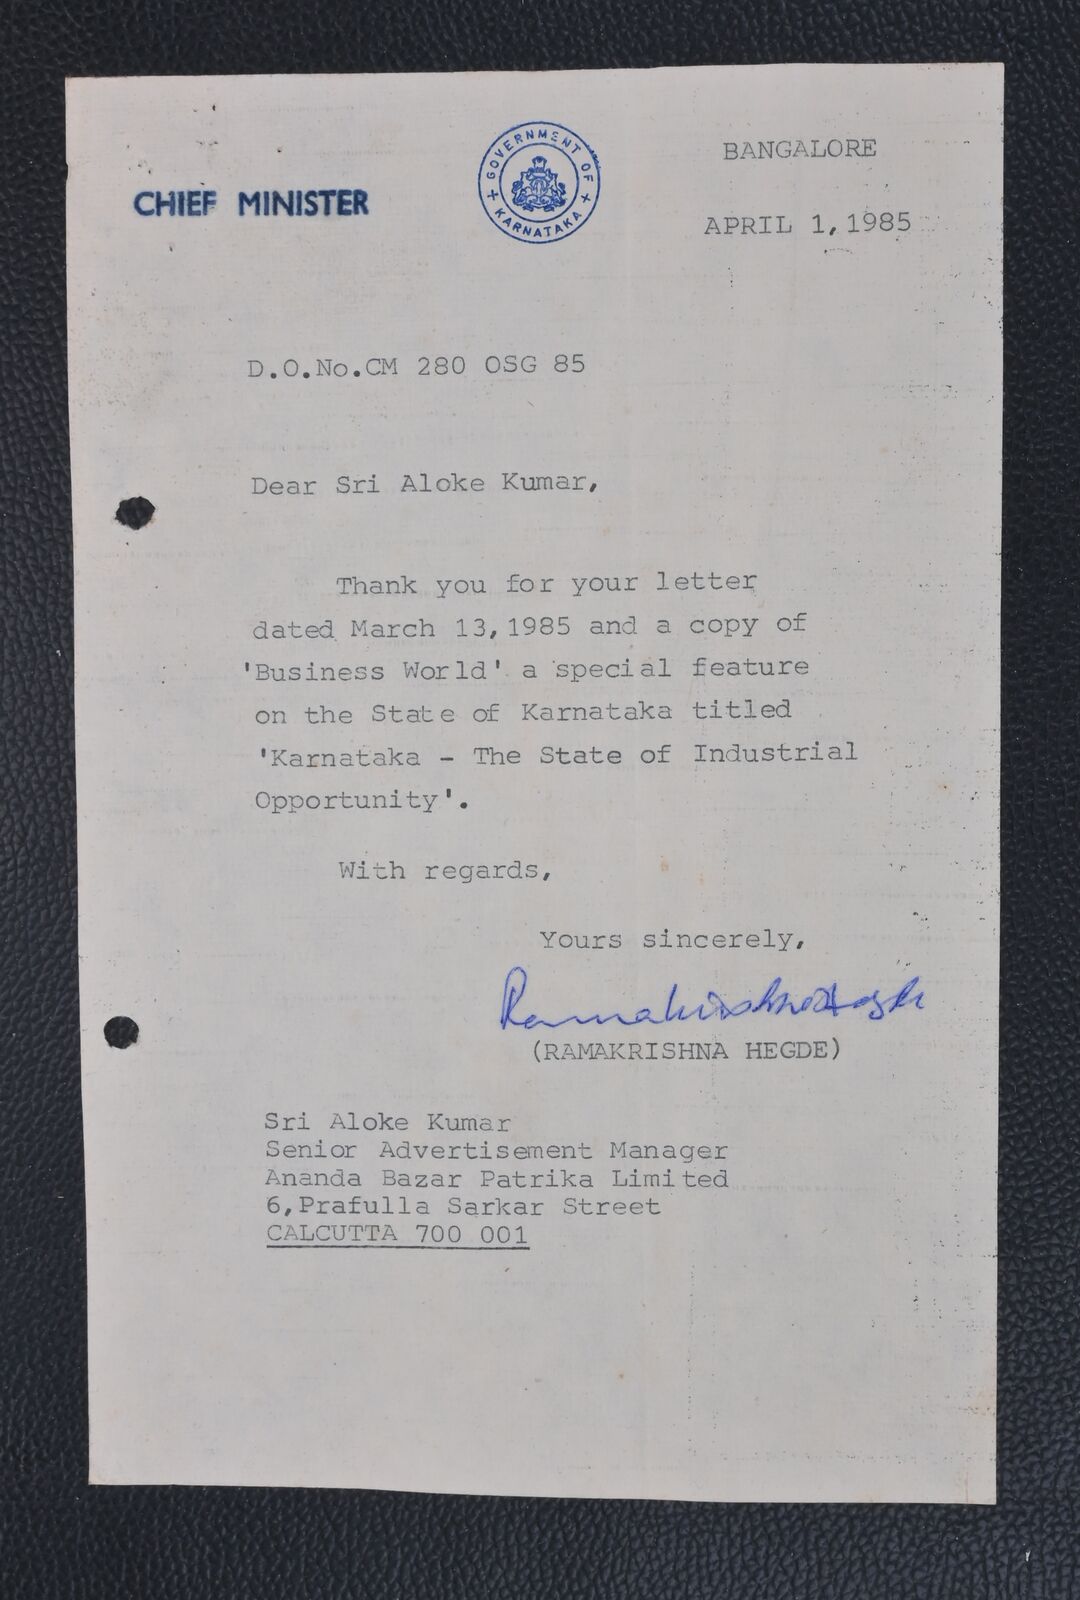 CHIEF MINISTER
GOVERNMENT OF
KARNATAKA
BANGALORE
APRIL 1,1985
D.O.No.CM 280 OSG 85
Dear Sri Aloke Kumar,
Thank you for your letter
dated March 13,1985 and a copy of
'Business World' a special feature
on the State of Karnataka titled
'Karnataka - The State of Industrial
Opportunity'.
With regards,
Yours sincerely,
Ramakrishna Hegde
(RAMAKRISHNA HEGDE)
Sri Aloke Kumar
Senior Advertisement Manager
Ananda Bazar Patrika Limited
6,Prafulla Sarkar Street
CALCUTTA 700 001